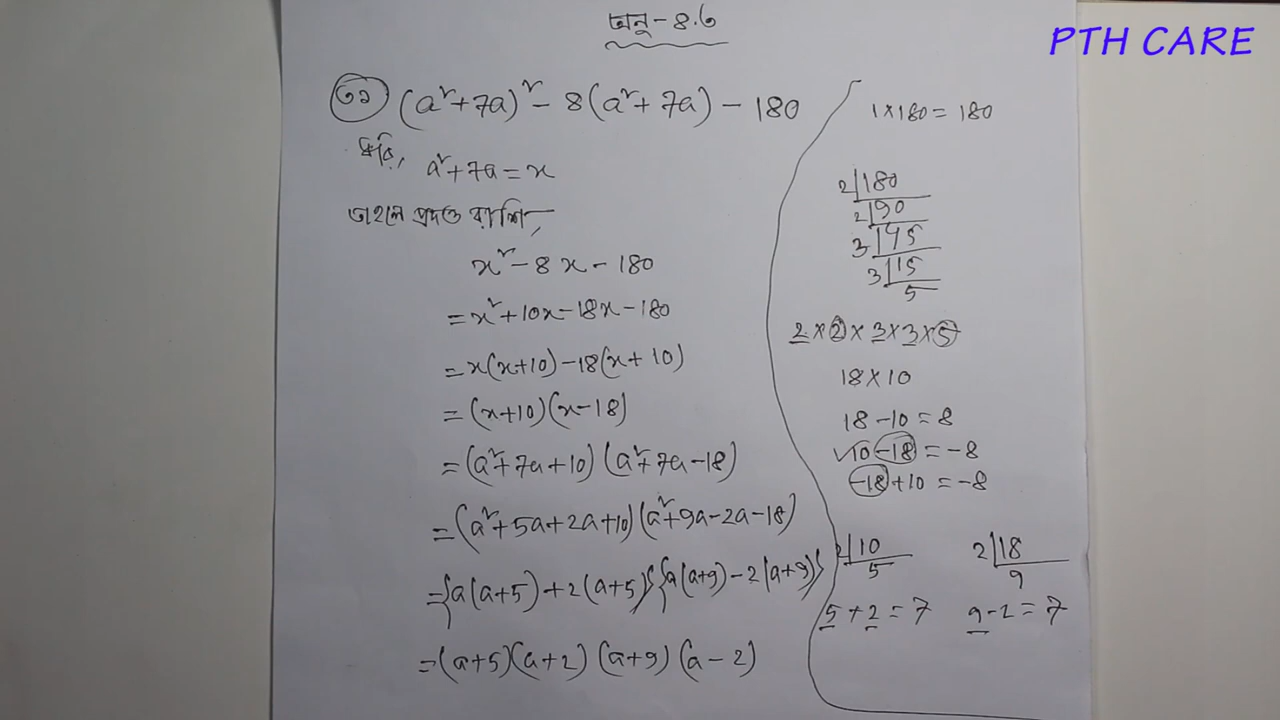 অনু-৪.৩
PTH CARE
৩১ (a²+7a)² - 8(a²+7a) - 180
ধরি, a²+7a = x
তাহলে প্রদত্ত রাশি,
x² - 8x - 180
= x² + 10x - 18x - 180
= x(x+10) - 18(x+10)
= (x+10)(x-18)
= (a²+7a+10)(a²+7a-18)
= (a²+5a+2a+10)(a²+9a-2a-18)
= {a(a+5)+2(a+5)}{a(a+9)-2(a+9)}
= (a+5)(a+2)(a+9)(a-2)
1×180 = 180
2|180
2|90
3|45
3|15
5
2×2×3×3×5
18×10
18-10 = 8
✓10-18 = -8
-18+10 = -8
2|10
5
5+2 = 7
2|18
9
9-2 = 7